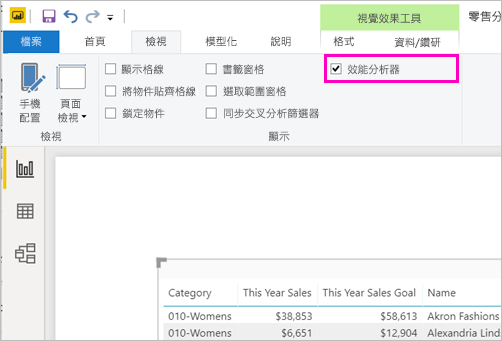 視覺效果工具 零售分
檔案 首頁 檢視 模型化 說明 格式 資料/鑽研
顯示格線 書籤窗格 效能分析器
將物件貼齊格線 選取範圍窗格
鎖定物件 同步交叉分析篩選器
手機 頁面
配置 檢視
檢視 顯示
Category This Year Sales This Year Sales Goal Name
010-Womens $38,853 $58,613 Akron Fashions
010-Womens $6,651 $12,904 Alexandria Linds